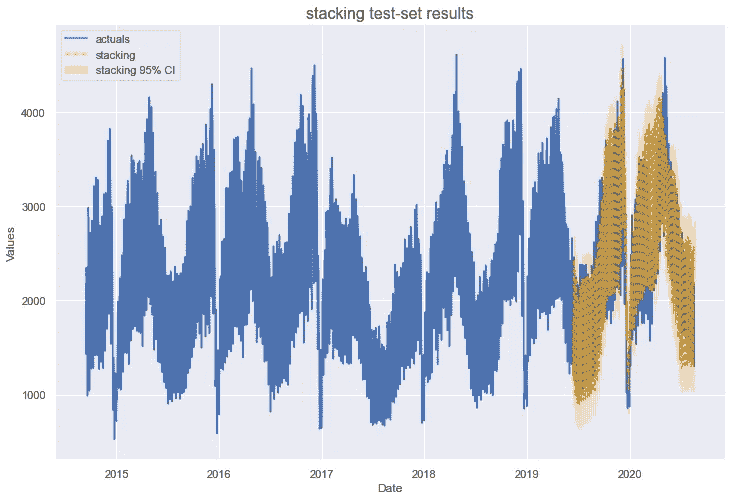 stacking test-set results
actuals
stacking
stacking 95% CI
4000
3000
2000
1000
Values
2015 2016 2017 2018 2019 2020
Date